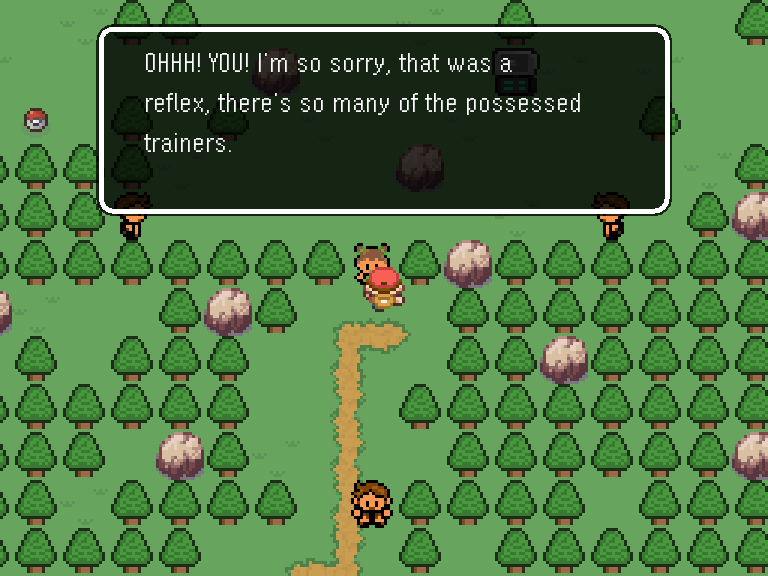 OHHH! YOU! I'm so sorry, that was a
reflex, there's so many of the possessed
trainers.